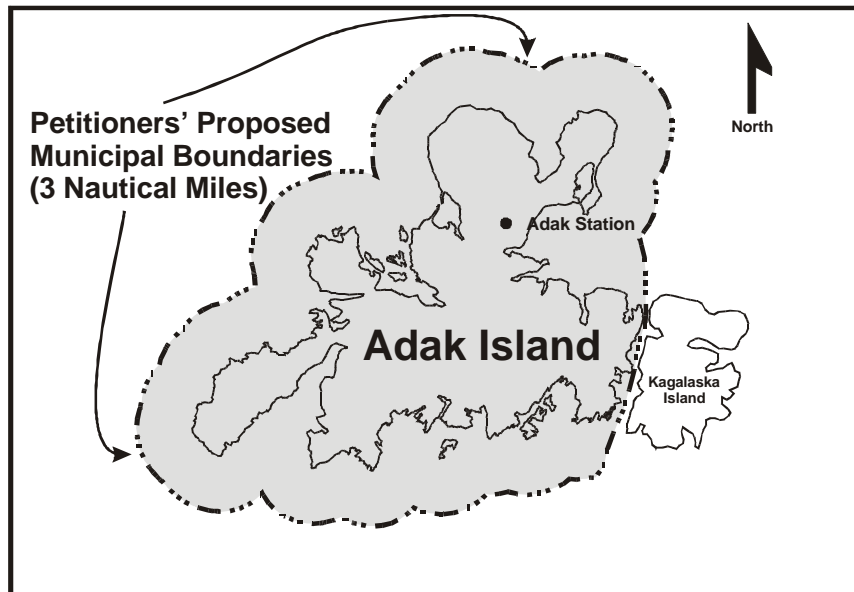 Petitioners’ Proposed
Municipal Boundaries
(3 Nautical Miles)
North
Adak Station
Adak Island
Kagalaska
Island